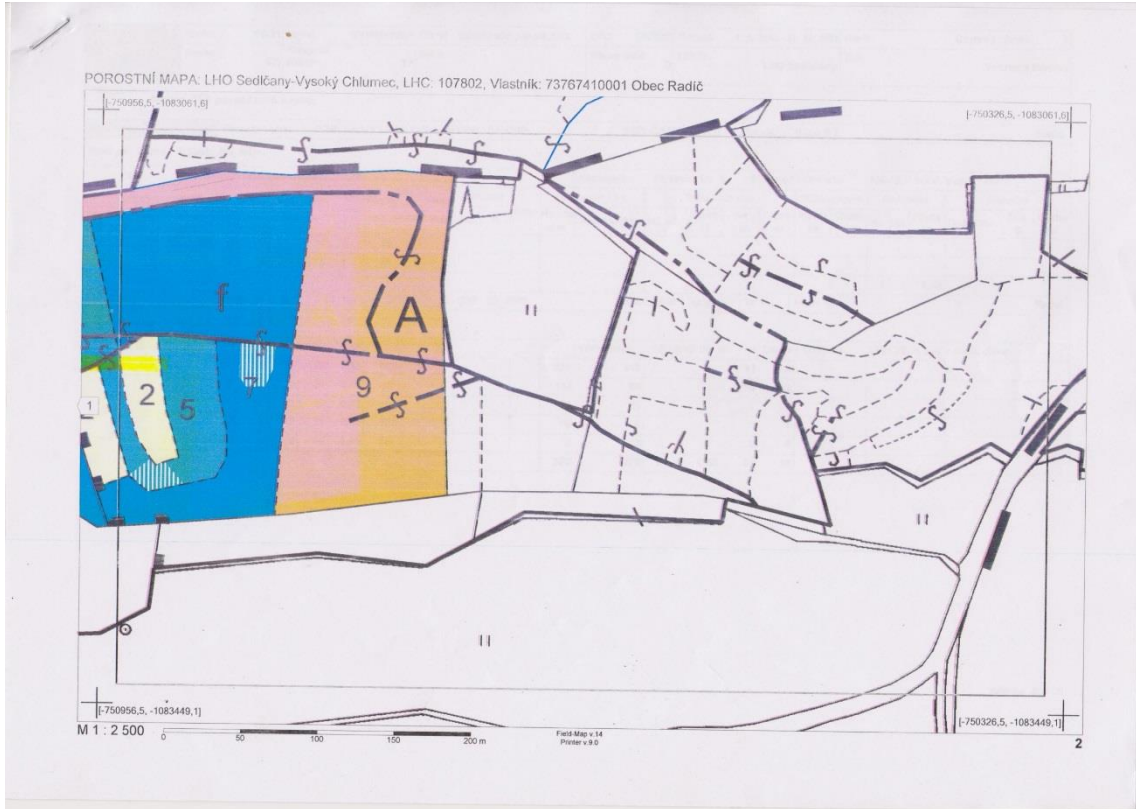 POROSTNÍ MAPA: LHO Sedlčany-Vysoký Chlumec, LHC: 107802, Vlastník: 73767410001 Obec Radíč
[-750956,5, -1083061,6]
[-750326,5, -1083061,6]
f
A
2
5
7
9
1
[-750956,5, -1083449,1]
[-750326,5, -1083449,1]
M 1 : 2 500
0 50 100 150 200 m
Field-Map v.14
Printer v.9.0
2